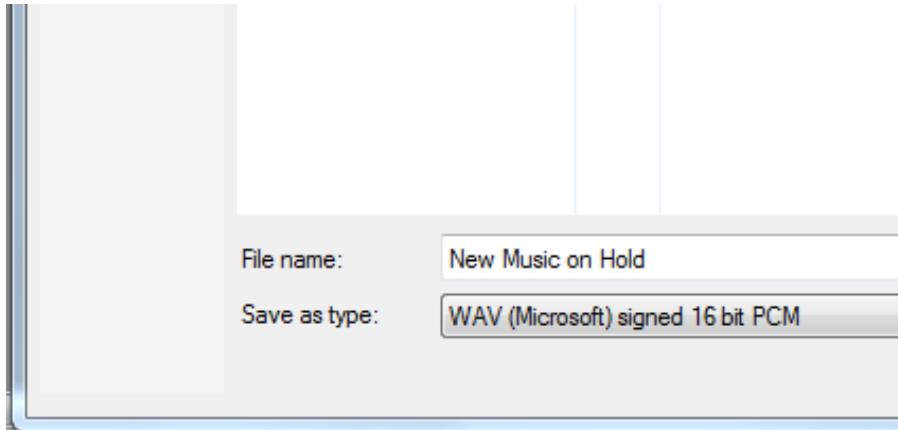 File name: New Music on Hold
Save as type: WAV (Microsoft) signed 16 bit PCM